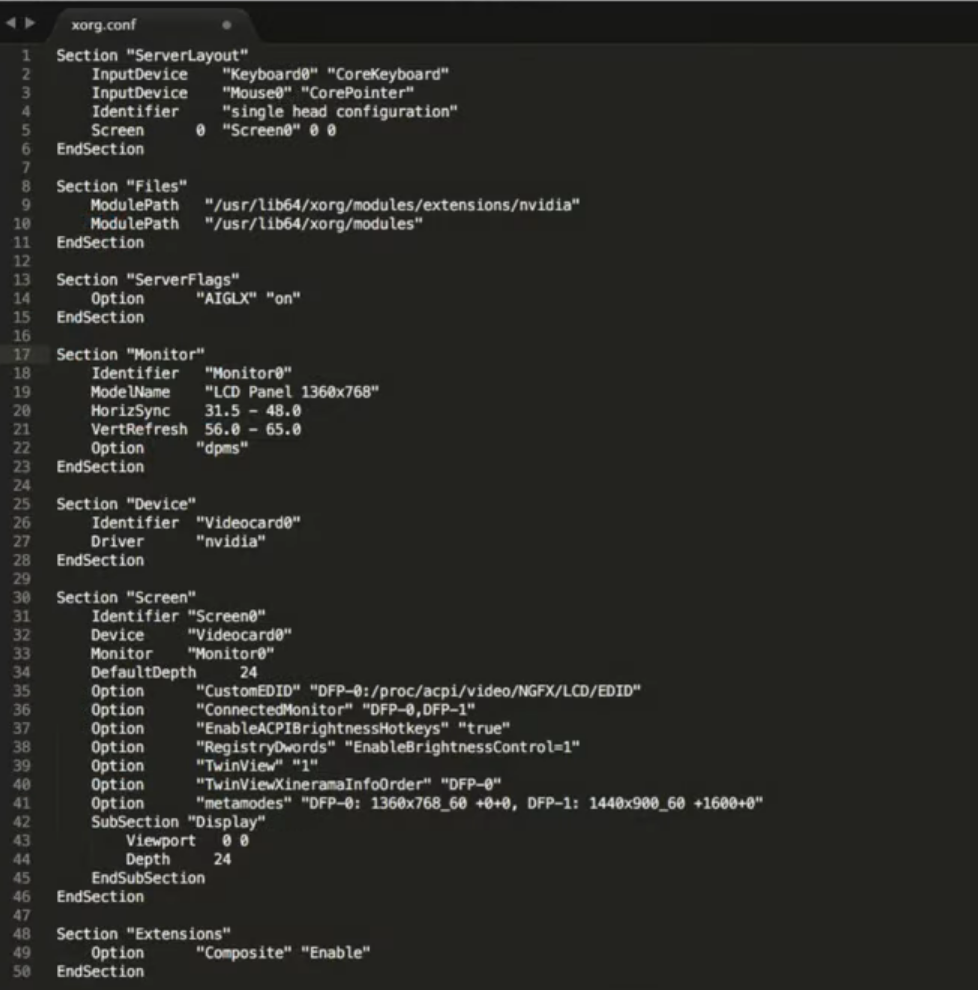 xorg.conf
1 Section "ServerLayout"
2     InputDevice    "Keyboard0" "CoreKeyboard"
3     InputDevice    "Mouse0" "CorePointer"
4     Identifier     "single head configuration"
5     Screen      0  "Screen0" 0 0
6 EndSection
7
8 Section "Files"
9     ModulePath   "/usr/lib64/xorg/modules/extensions/nvidia"
10     ModulePath   "/usr/lib64/xorg/modules"
11 EndSection
12
13 Section "ServerFlags"
14     Option      "AIGLX" "on"
15 EndSection
16
17 Section "Monitor"
18     Identifier   "Monitor0"
19     ModelName    "LCD Panel 1360x768"
20     HorizSync    31.5 - 48.0
21     VertRefresh  56.0 - 65.0
22     Option      "dpms"
23 EndSection
24
25 Section "Device"
26     Identifier  "Videocard0"
27     Driver      "nvidia"
28 EndSection
29
30 Section "Screen"
31     Identifier "Screen0"
32     Device     "Videocard0"
33     Monitor    "Monitor0"
34     DefaultDepth     24
35     Option      "CustomEDID" "DFP-0:/proc/acpi/video/NGFX/LCD/EDID"
36     Option      "ConnectedMonitor" "DFP-0,DFP-1"
37     Option      "EnableACPIBrightnessHotkeys" "true"
38     Option      "RegistryDwords" "EnableBrightnessControl=1"
39     Option      "TwinView" "1"
40     Option      "TwinViewXineramaInfoOrder" "DFP-0"
41     Option      "metamodes" "DFP-0: 1360x768_60 +0+0, DFP-1: 1440x900_60 +1600+0"
42     SubSection "Display"
43         Viewport   0 0
44         Depth     24
45     EndSubSection
46 EndSection
47
48 Section "Extensions"
49     Option      "Composite" "Enable"
50 EndSection